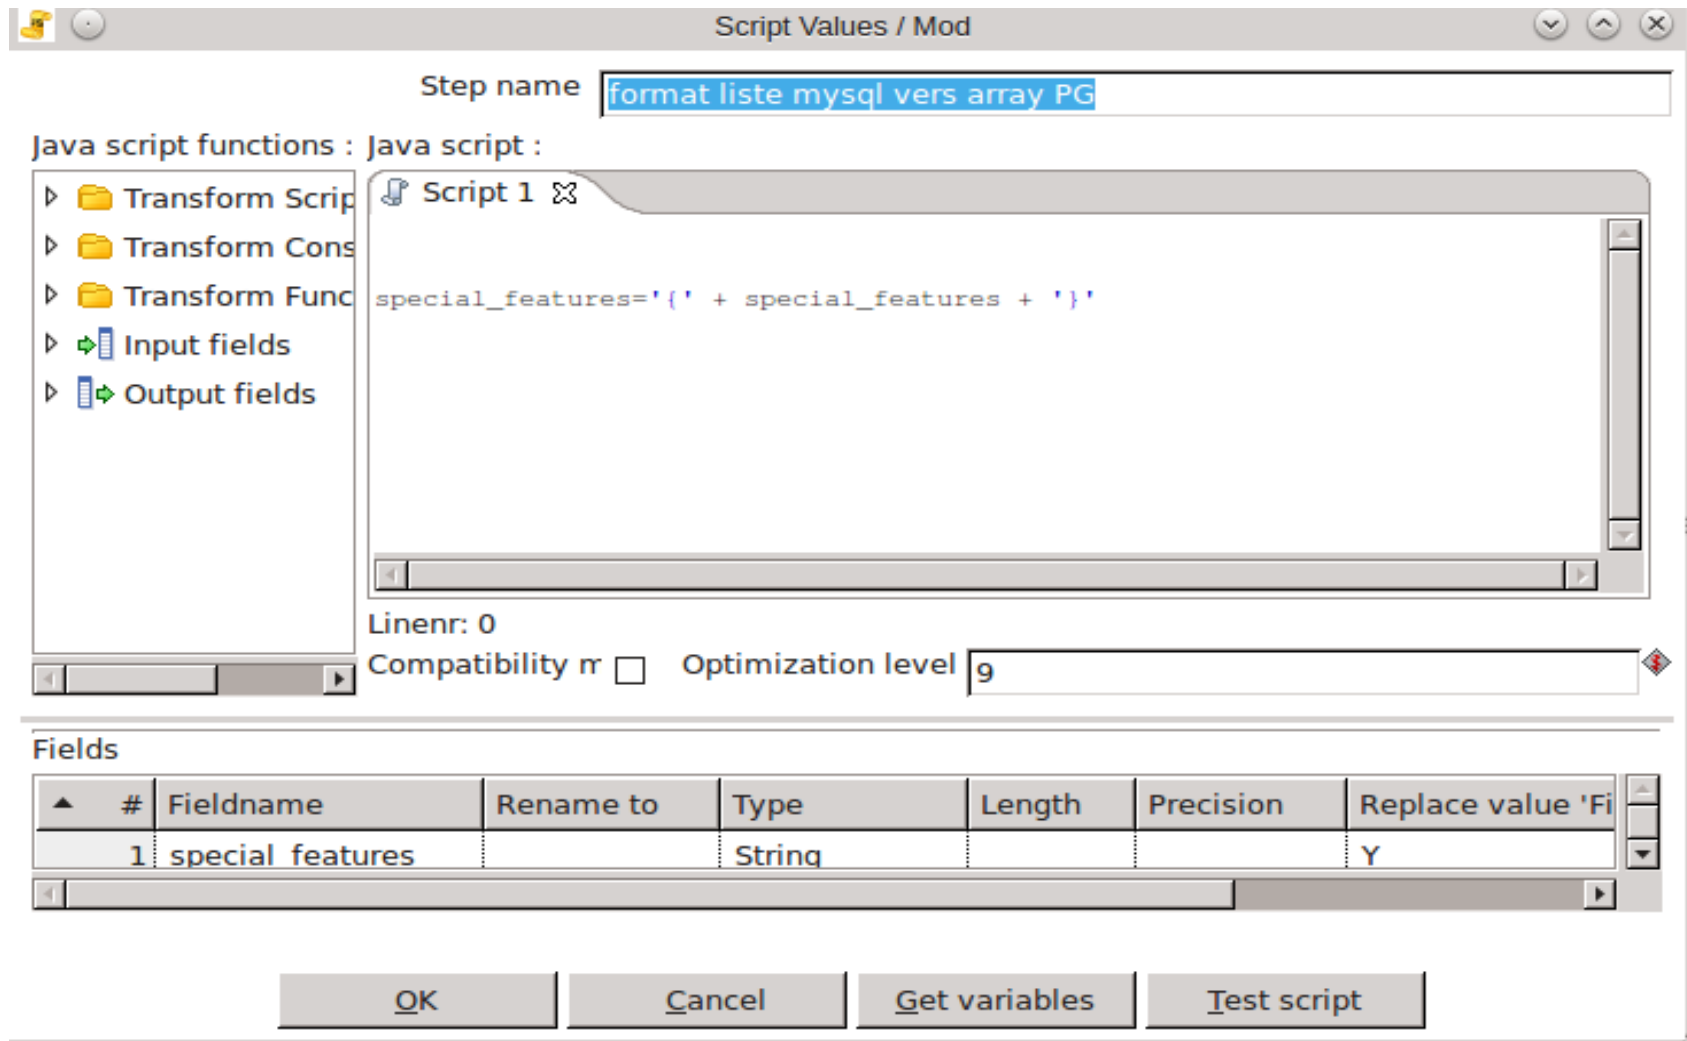 Script Values / Mod
Step name format liste mysql vers array PG
Java script functions : Java script :
Transform Scrip
Transform Cons
Transform Func
Input fields
Output fields
Script 1
special_features='{' + special_features + '}'
Linenr: 0
Compatibility m Optimization level 9
Fields
# Fieldname Rename to Type Length Precision Replace value 'Fi
1 special_features String Y
OK Cancel Get variables Test script